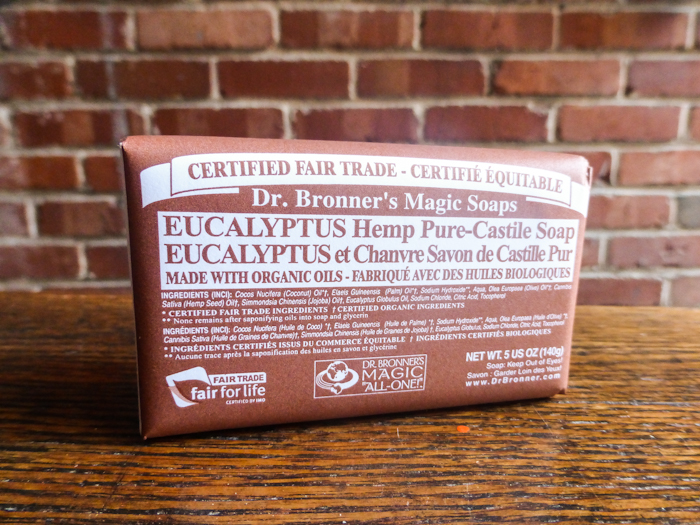 CERTIFIED FAIR TRADE - CERTIFIÉ ÉQUITABLE
Dr. Bronner's Magic Soaps
EUCALYPTUS Hemp Pure-Castile Soap
EUCALYPTUS et Chanvre Savon de Castille Pur
MADE WITH ORGANIC OILS - FABRIQUÉ AVEC DES HUILES BIOLOGIQUES
INGREDIENTS (INCI): Cocos Nucifera (Coconut) Oil*†, Elaeis Guineensis (Palm) Oil*†, Sodium Hydroxide**, Aqua, Olea Europaea (Olive) Oil*†, Cannabis
Sativa (Hemp Seed) Oil†, Simmondsia Chinensis (Jojoba) Oil†, Eucalyptus Globulus Oil, Sodium Chloride, Citric Acid, Tocopherol
* CERTIFIED FAIR TRADE INGREDIENTS † CERTIFIED ORGANIC INGREDIENTS
** None remains after saponifying oils into soap and glycerin
INGRÉDIENTS (INCI): Cocos Nucifera (Huile de Coco) *†, Elaeis Guineensis (Huile de Palme) *†, Sodium Hydroxide**, Aqua, Olea Europaea (Huile d'Olive) *†,
Cannabis Sativa (Huile de Graines de Chanvre)†, Simmondsia Chinensis (Huile de Graines de Jojoba) †, Eucalyptus Globulus, Sodium Chloride, Citric Acid, Tocopherol
* INGRÉDIENTS CERTIFIÉS ISSUS DU COMMERCE ÉQUITABLE † INGRÉDIENTS CERTIFIÉS BIOLOGIQUES
** Aucune trace après la saponification des huiles en savon et glycérine
FAIR TRADE
fair for life
CERTIFIED BY IMO
DR. BRONNER'S
MAGIC
"ALL-ONE!"
NET WT. 5 US OZ (140g)
Soap: Keep Out of Eyes!
Savon : Garder Loin des Yeux!
www.DrBronner.com